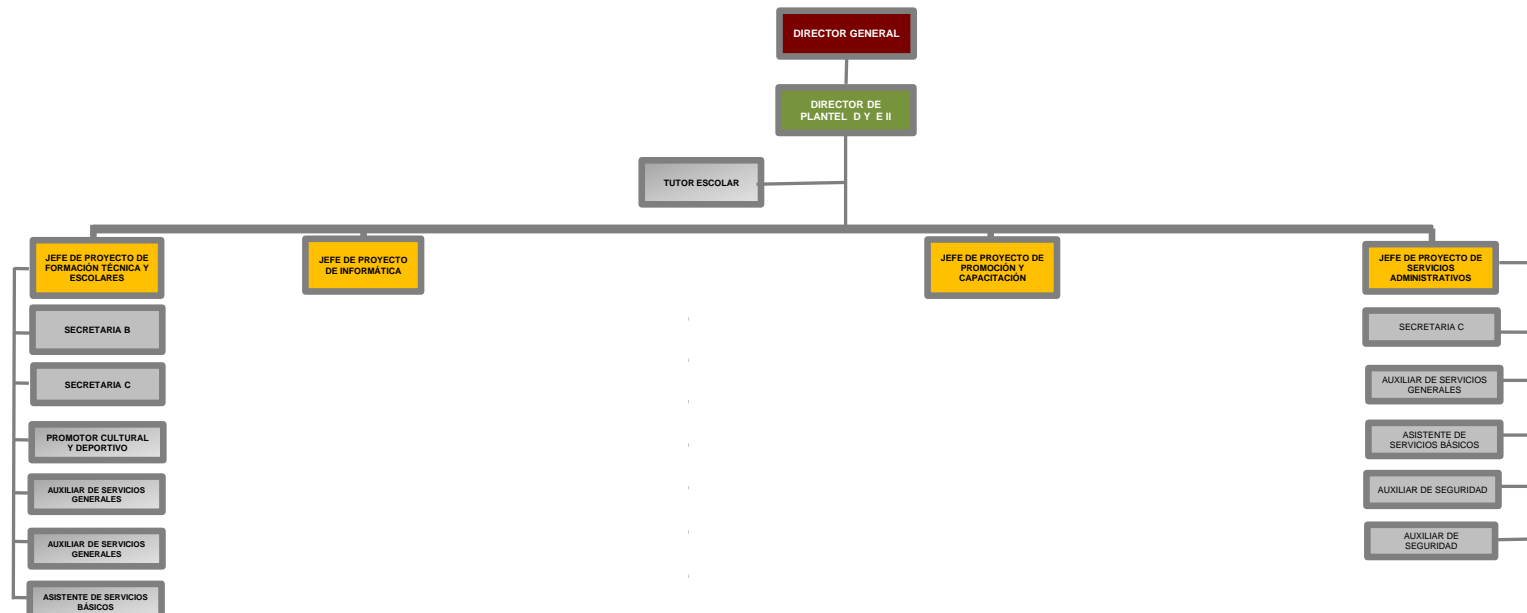 DIRECTOR GENERAL
DIRECTOR DE
PLANTEL D Y E II
TUTOR ESCOLAR
JEFE DE PROYECTO DE
FORMACIÓN TÉCNICA Y
ESCOLARES
JEFE DE PROYECTO
DE INFORMÁTICA
JEFE DE PROYECTO DE
PROMOCIÓN Y
CAPACITACIÓN
JEFE DE PROYECTO DE
SERVICIOS
ADMINISTRATIVOS
SECRETARIA B
SECRETARIA C
PROMOTOR CULTURAL
Y DEPORTIVO
AUXILIAR DE SERVICIOS
GENERALES
AUXILIAR DE SERVICIOS
GENERALES
ASISTENTE DE SERVICIOS
BÁSICOS
SECRETARIA C
AUXILIAR DE SERVICIOS
GENERALES
ASISTENTE DE
SERVICIOS BÁSICOS
AUXILIAR DE SEGURIDAD
AUXILIAR DE
SEGURIDAD